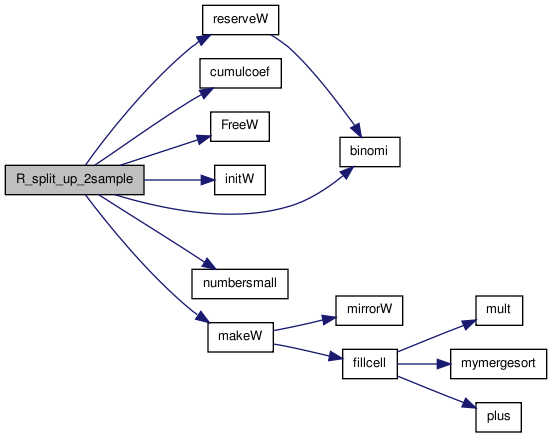 reserveW
cumulcoef
FreeW
binomi
R_split_up_2sample
initW
numbersmall
mirrorW
mult
makeW
fillcell
mymergesort
plus